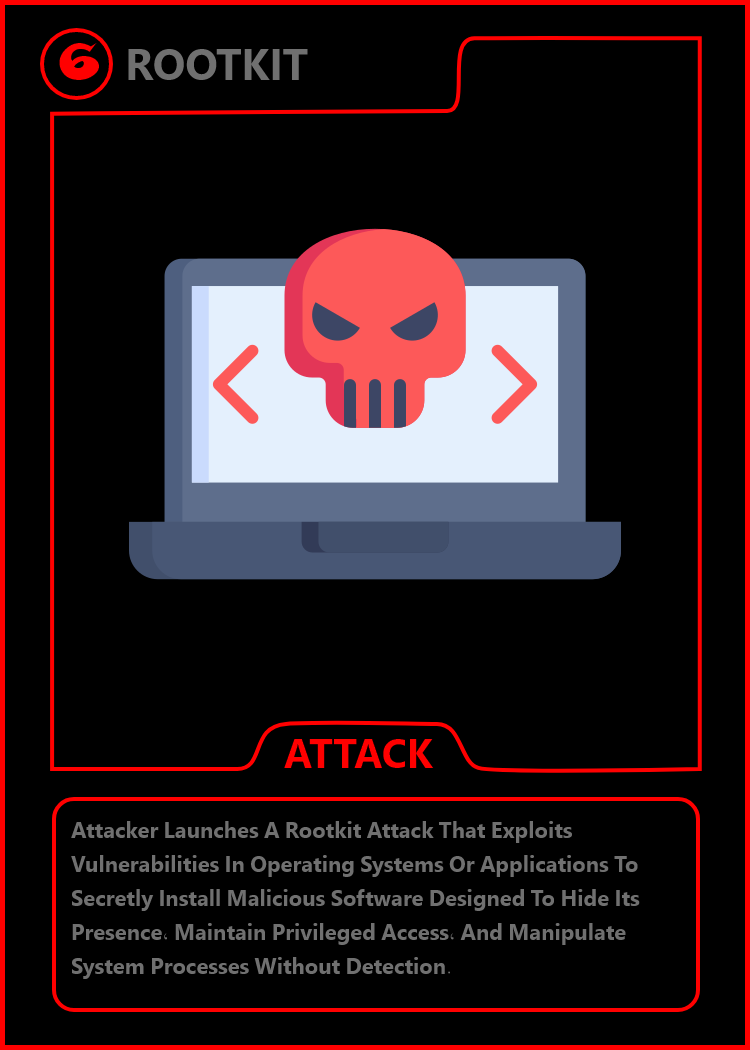 6 ROOTKIT
ATTACK
Attacker Launches A Rootkit Attack That Exploits
Vulnerabilities In Operating Systems Or Applications To
Secretly Install Malicious Software Designed To Hide Its
Presence، Maintain Privileged Access، And Manipulate
System Processes Without Detection.